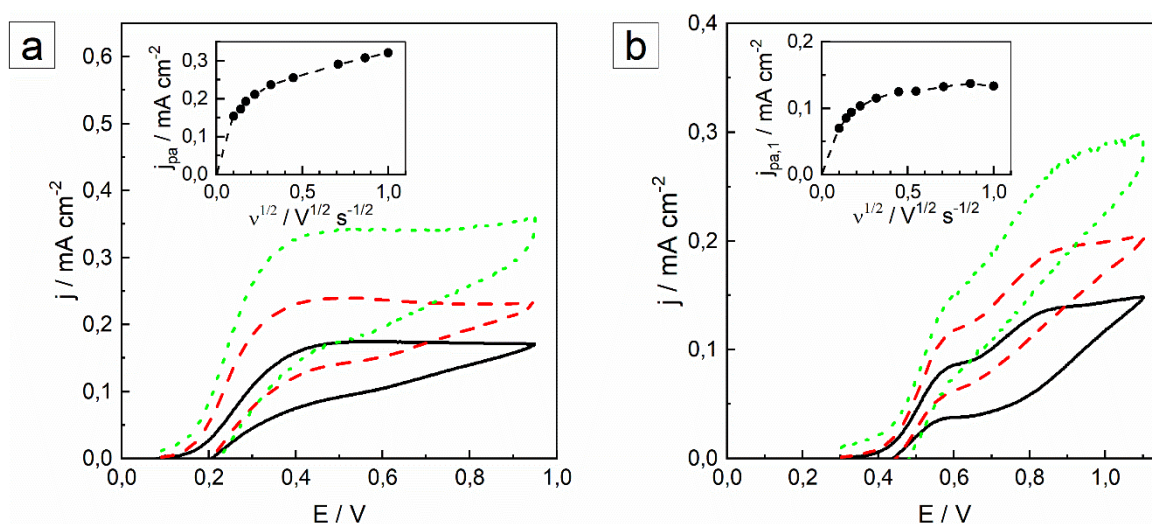 a
0,6
0,5
0,4
0,3
0,2
0,1
0,0
j / mA cm-2
0,0 0,2 0,4 0,6 0,8 1,0
E / V
0,3
0,2
0,1
0,0
jpa / mA cm-2
0,0 0,5 1,0
ν1/2 / V1/2 s-1/2
b
0,4
0,3
0,2
0,1
0,0
j / mA cm-2
0,0 0,4 0,6 0,8 1,0
E / V
0,2
0,1
0,0
jpa,1 / mA cm-2
0,0 0,5 1,0
ν1/2 / V1/2 s-1/2